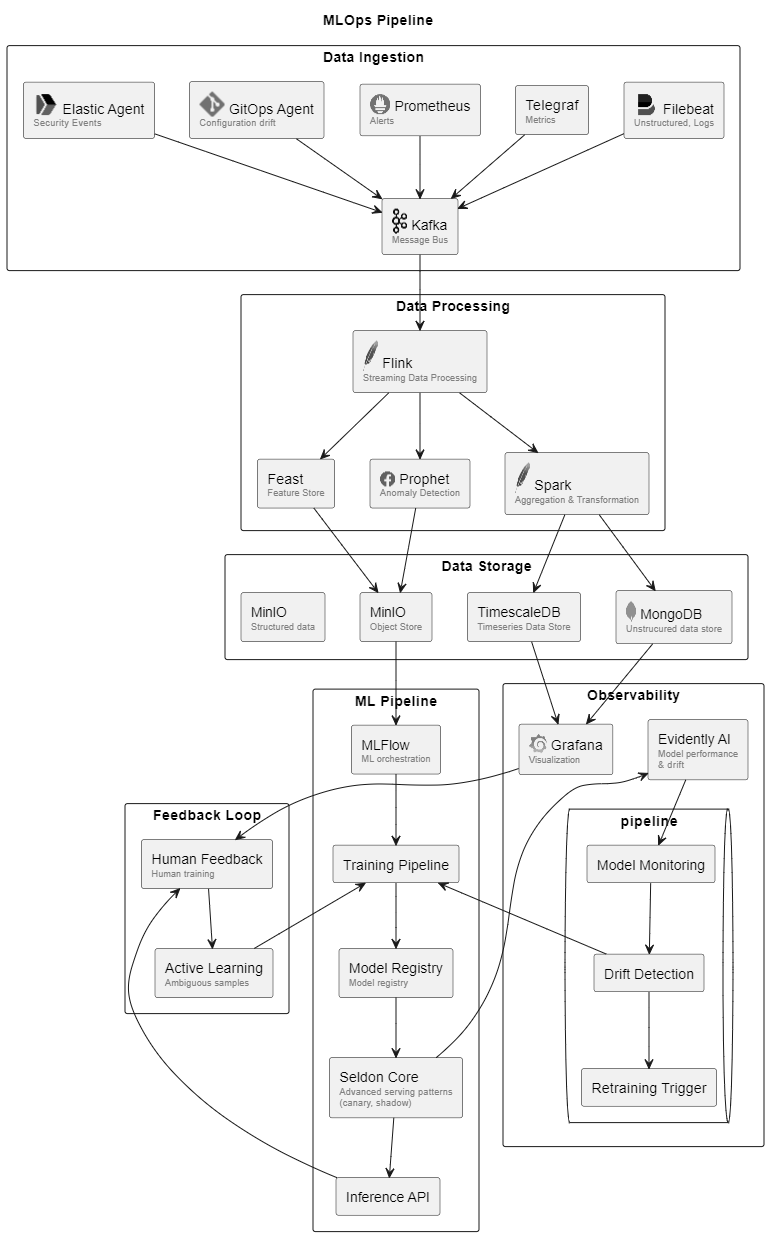 MLOps Pipeline
Data Ingestion
Elastic Agent
Security Events
GitOps Agent
Configuration drift
Prometheus
Alerts
Telegraf
Metrics
Filebeat
Unstructured, Logs
Kafka
Message Bus
Data Processing
Flink
Streaming Data Processing
Feast
Feature Store
Prophet
Anomaly Detection
Spark
Aggregation & Transformation
Data Storage
MinIO
Structured data
MinIO
Object Store
TimescaleDB
Timeseries Data Store
MongoDB
Unstrucured data store
ML Pipeline
MLFlow
ML orchestration
Observability
Grafana
Visualization
Evidently AI
Model performance
& drift
Feedback Loop
Human Feedback
Human training
Training Pipeline
pipeline
Model Monitoring
Active Learning
Ambiguous samples
Model Registry
Model registry
Drift Detection
Seldon Core
Advanced serving patterns
(canary, shadow)
Retraining Trigger
Inference API